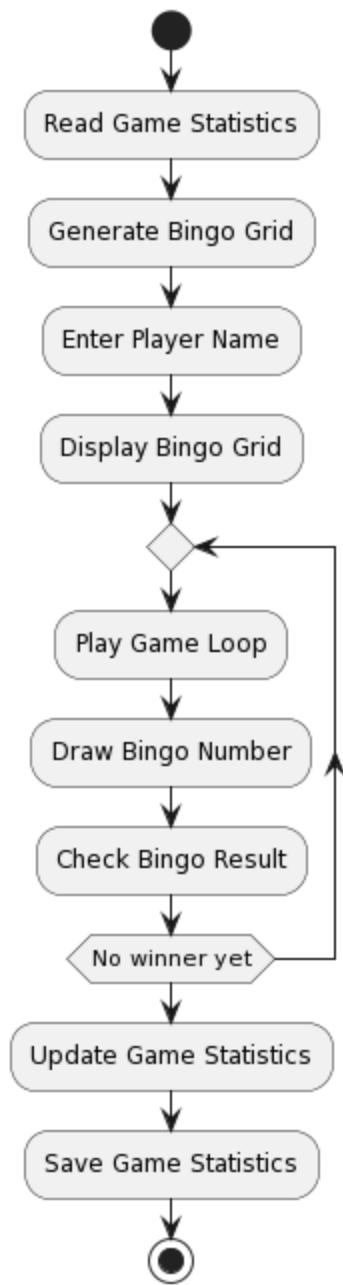 Read Game Statistics
Generate Bingo Grid
Enter Player Name
Display Bingo Grid
Play Game Loop
Draw Bingo Number
Check Bingo Result
No winner yet
Update Game Statistics
Save Game Statistics